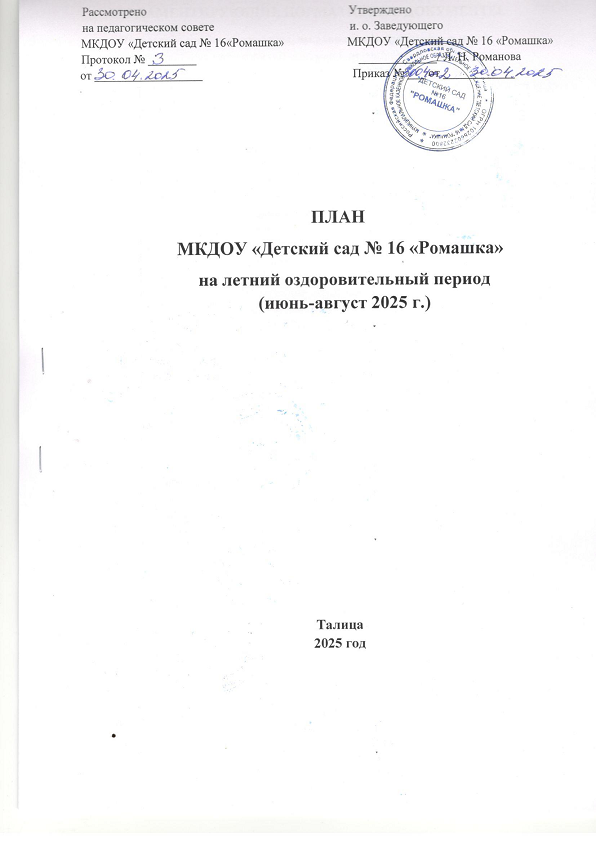 Рассмотрено
на педагогическом совете
МКДОУ «Детский сад № 16«Ромашка»
Протокол № 3
от 30.04.2025
Утверждено
и. о. Заведующего
МКДОУ «Детский сад № 16 «Ромашка»
Н. Романова
Приказ № от 30.04.2025
ДЕТСКИЙ САД
№16
"РОМАШКА"
ПЛАН
МКДОУ «Детский сад № 16 «Ромашка»
на летний оздоровительный период
(июнь-август 2025 г.)
Талица
2025 год